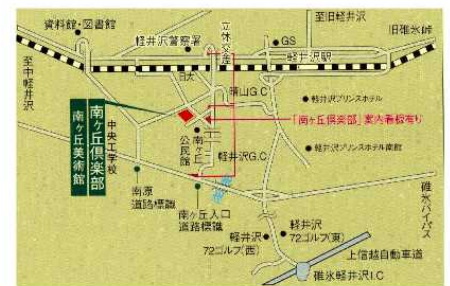 資料館・図書館
軽井沢警察署
立体交差
至旧軽井沢
GS
旧碓氷峠
軽井沢駅
至中軽井沢
日大
晴山G.C
軽井沢プリンスホテル
南ヶ丘倶楽部
南ヶ丘美術館
中央工学校
南ヶ丘
公民館
「南ヶ丘倶楽部」案内看板有り
軽井沢G.C
軽井沢プリンスホテル南館
南原
道路標識
南ヶ丘入口
道路標識
碓氷バイパス
軽井沢
72ゴルフ(西)
軽井沢
72ゴルフ(東)
上信越自動車道
碓氷軽井沢I.C